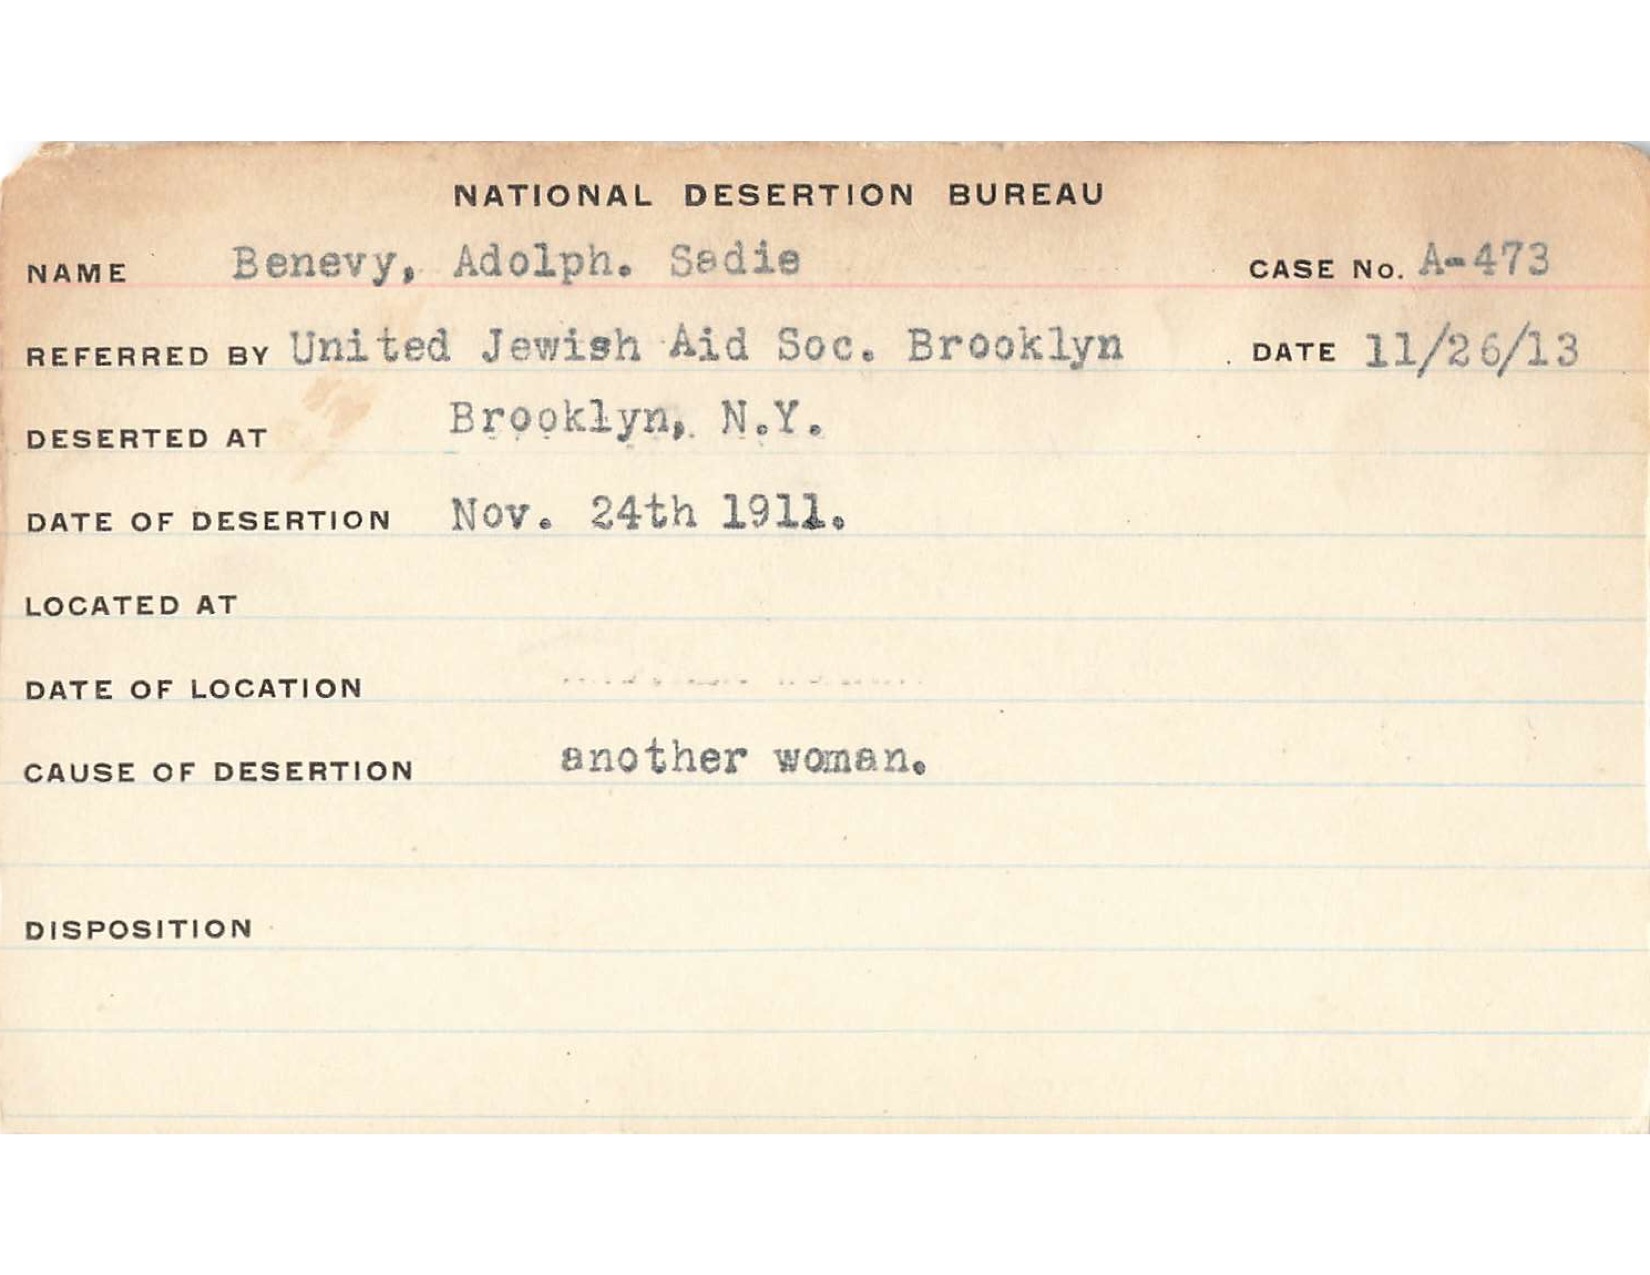 NATIONAL DESERTION BUREAU
NAME Benevy, Adolph. Sadie CASE No. A-473
REFERRED BY United Jewish Aid Soc. Brooklyn DATE 11/26/13
DESERTED AT Brooklyn, N.Y.
DATE OF DESERTION Nov. 24th 1911.
LOCATED AT
DATE OF LOCATION
CAUSE OF DESERTION another woman.
DISPOSITION